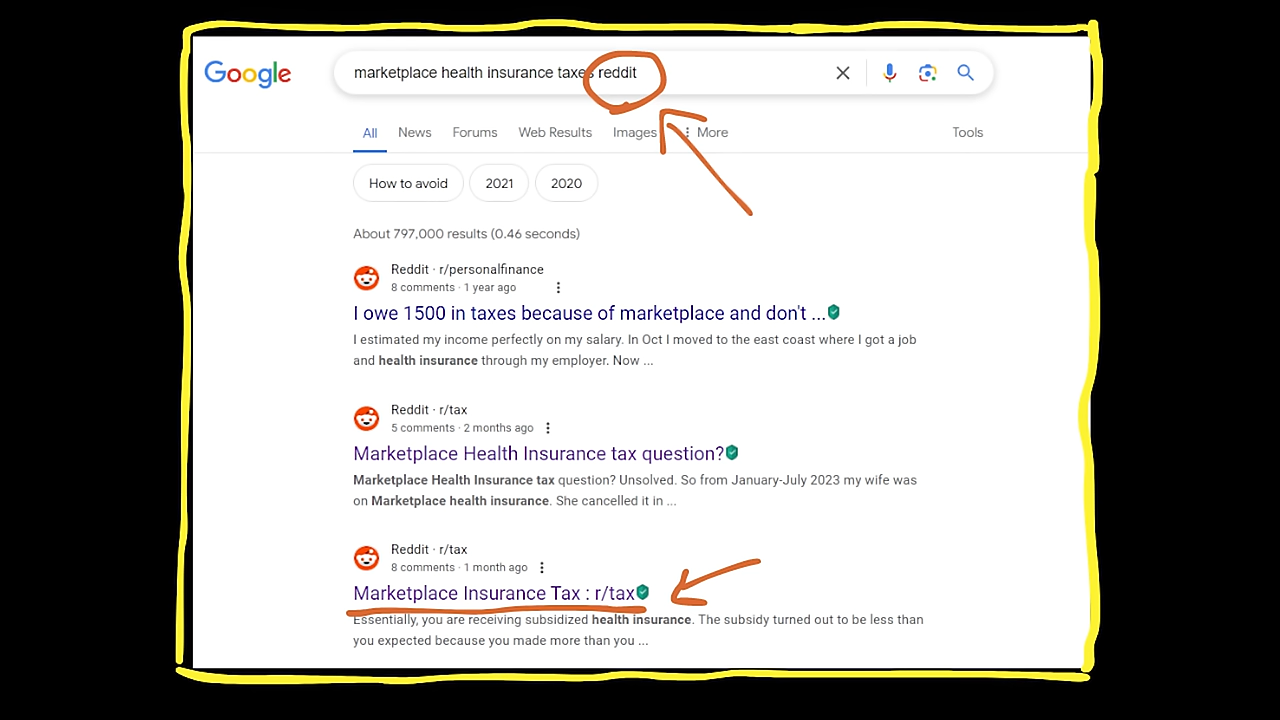 Google
marketplace health insurance taxes reddit
All News Forums Web Results Images More Tools
How to avoid 2021 2020
About 797,000 results (0.46 seconds)
Reddit · r/personalfinance
8 comments · 1 year ago
I owe 1500 in taxes because of marketplace and don't ...
I estimated my income perfectly on my salary. In Oct I moved to the east coast where I got a job
and health insurance through my employer. Now ...
Reddit · r/tax
5 comments · 2 months ago
Marketplace Health Insurance tax question?
Marketplace Health Insurance tax question? Unsolved. So from January-July 2023 my wife was
on Marketplace health insurance. She cancelled it in ...
Reddit · r/tax
8 comments · 1 month ago
Marketplace Insurance Tax : r/tax
Essentially, you are receiving subsidized health insurance. The subsidy turned out to be less than
you expected because you made more than you ...